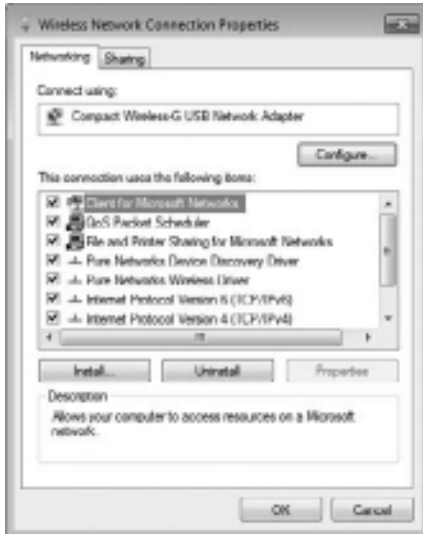 Wireless Network Connection Properties
Networking Sharing
Connect using:
Compact Wireless-G USB Network Adapter
Configure...
This connection uses the following items:
Client for Microsoft Networks
QoS Packet Scheduler
File and Printer Sharing for Microsoft Networks
Pure Networks Device Discovery Driver
Pure Networks Wireless Driver
Internet Protocol Version 6 (TCP/IPv6)
Internet Protocol Version 4 (TCP/IPv4)
Install... Uninstall Properties
Description
Allows your computer to access resources on a Microsoft
network.
OK Cancel